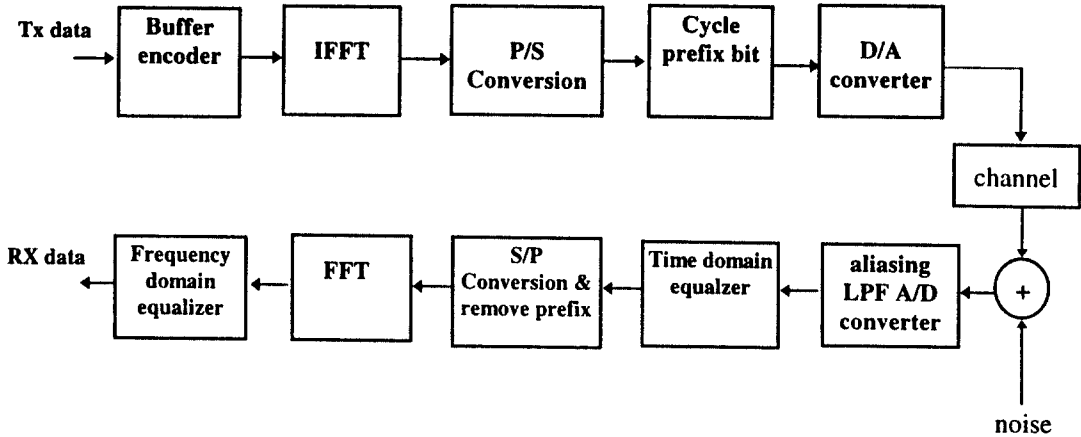 Tx data
Buffer
encoder
IFFT
P/S
Conversion
Cycle
prefix bit
D/A
converter
channel
RX data
Frequency
domain
equalizer
FFT
S/P
Conversion &
remove prefix
Time domain
equalzer
aliasing
LPF A/D
converter
+
noise